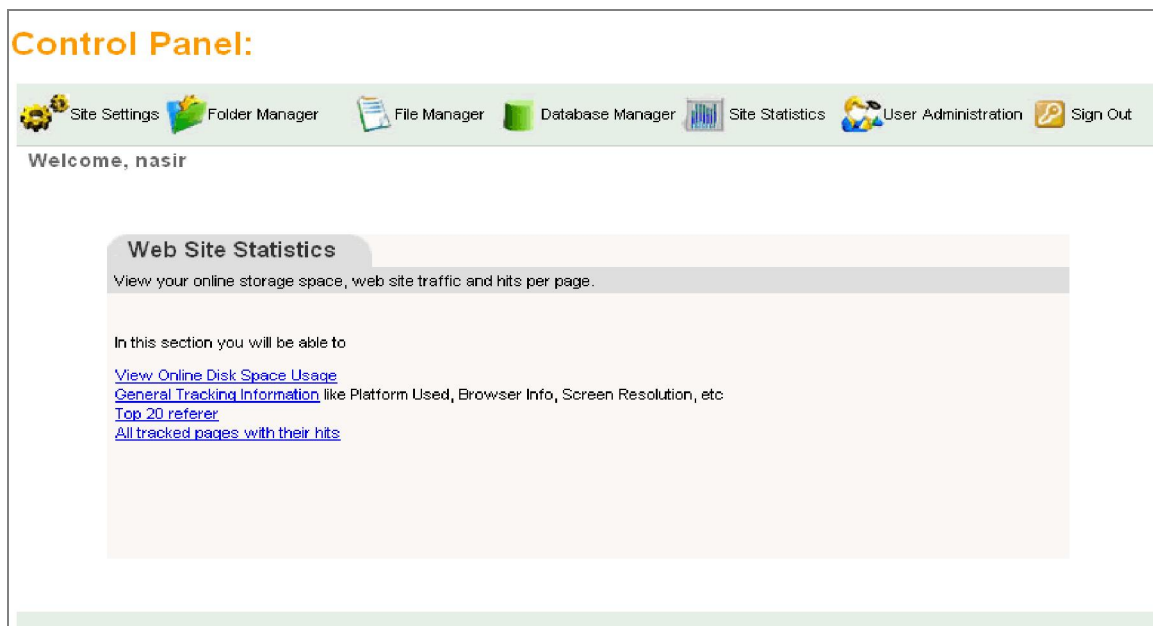 Control Panel:
Site Settings Folder Manager File Manager Database Manager Site Statistics User Administration Sign Out
Welcome, nasir
Web Site Statistics
View your online storage space, web site traffic and hits per page.
In this section you will be able to
View Online Disk Space Usage
General Tracking Information like Platform Used, Browser Info, Screen Resolution, etc
Top 20 referer
All tracked pages with their hits